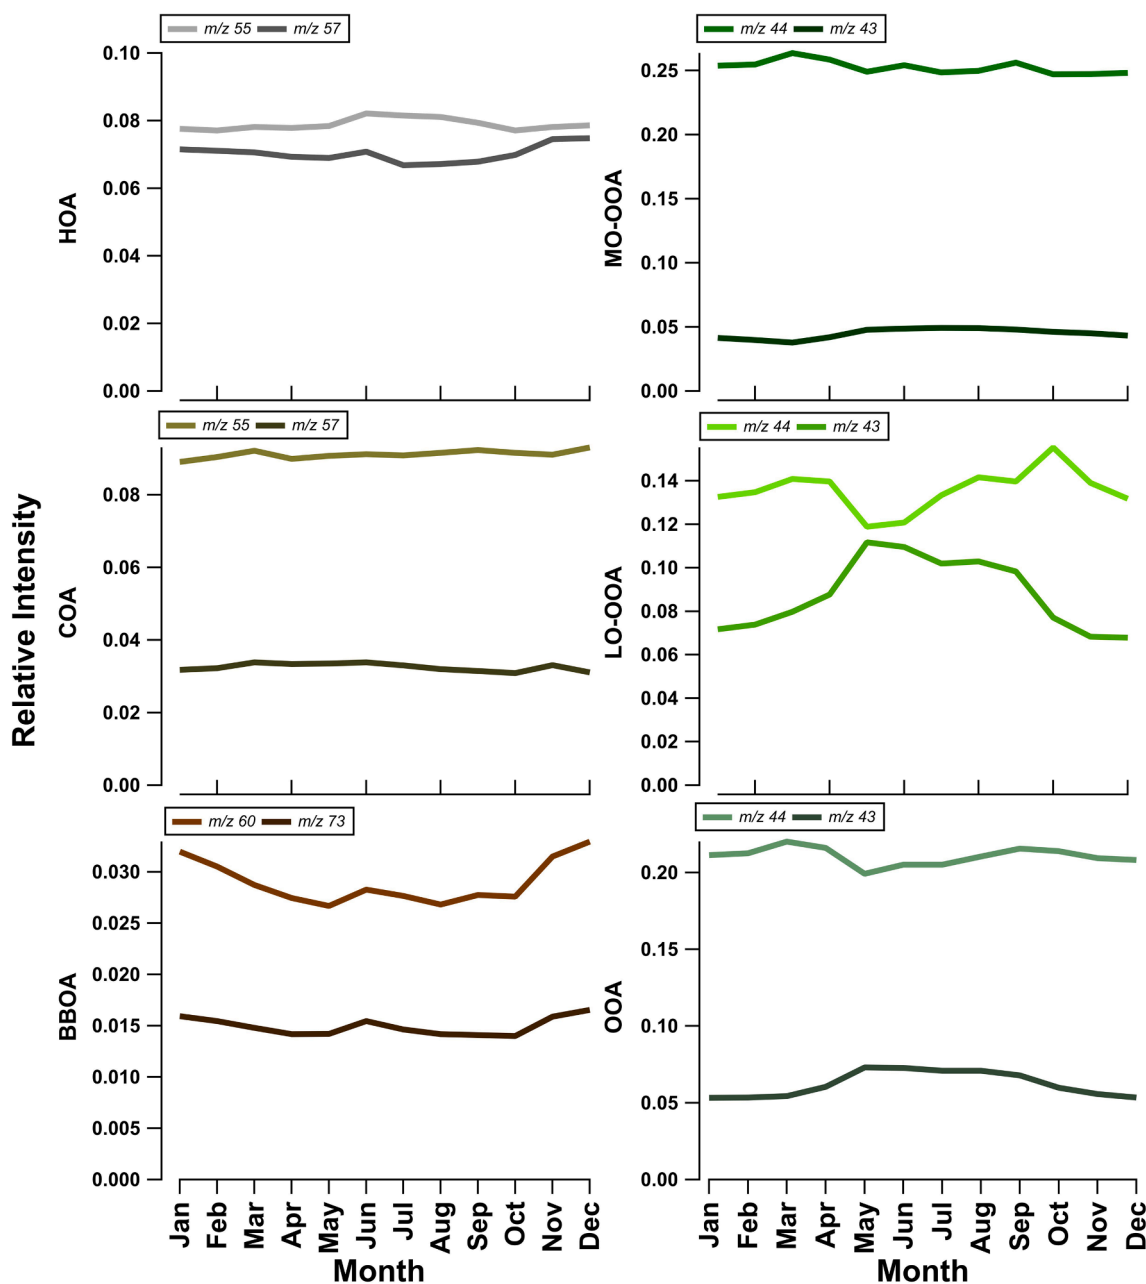 Relative Intensity
m/z 55 m/z 57
HOA
0.10
0.08
0.06
0.04
0.02
0.00
m/z 44 m/z 43
MO-OOA
0.25
0.20
0.15
0.10
0.05
0.00
m/z 55 m/z 57
COA
0.08
0.06
0.04
0.02
0.00
m/z 44 m/z 43
LO-OOA
0.14
0.12
0.10
0.08
0.06
0.04
0.02
0.00
m/z 60 m/z 73
BBOA
0.030
0.025
0.020
0.015
0.010
0.005
0.000
Jan Feb Mar Apr May Jun Jul Aug Sep Oct Nov Dec
Month
m/z 44 m/z 43
OOA
0.20
0.15
0.10
0.05
0.00
Jan Feb Mar Apr May Jun Jul Aug Sep Oct Nov Dec
Month